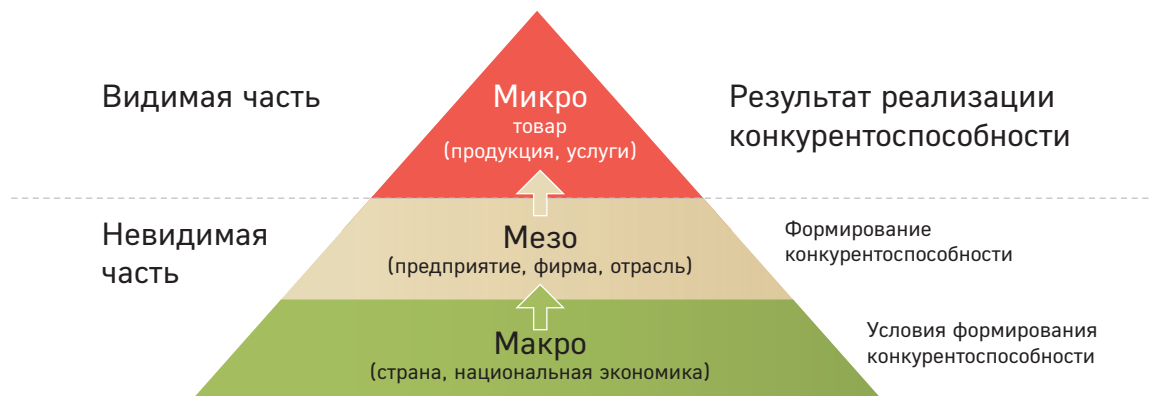 Видимая часть
Микро
товар
(продукция, услуги)
Результат реализации
конкурентоспособности
Невидимая
часть
Мезо
(предприятие, фирма, отрасль)
Формирование
конкурентоспособности
Макро
(страна, национальная экономика)
Условия формирования
конкурентоспособности